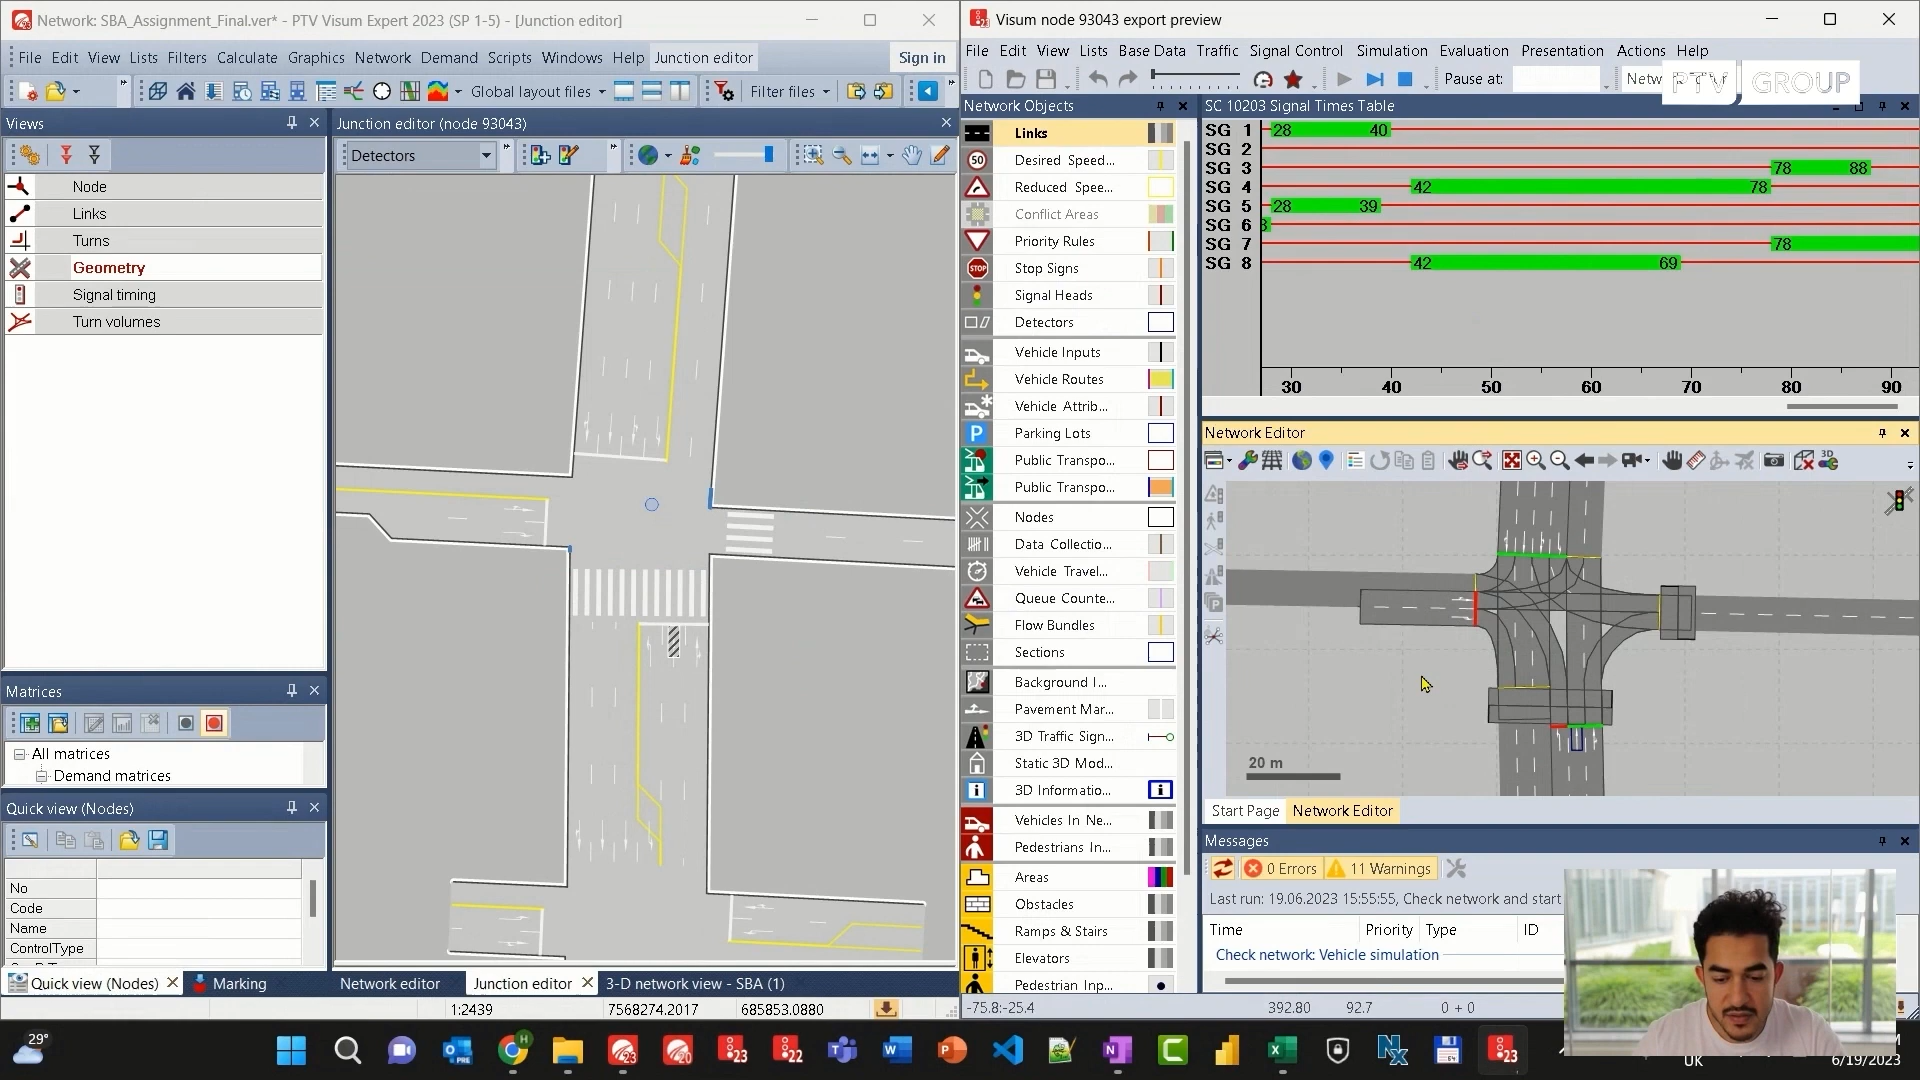 Network: SBA_Assignment_Final.ver* - PTV Visum Expert 2023 (SP 1-5) - [Junction editor]
File Edit View Lists Filters Calculate Graphics Network Demand Scripts Windows Help Junction editor Sign in
Global layout files Filter files
Views
Node
Links
Turns
Geometry
Signal timing
Turn volumes
Matrices
All matrices
Demand matrices
Quick view (Nodes)
No
Code
Name
ControlType
Quick view (Nodes) Marking
Junction editor (node 93043)
Detectors
Network editor Junction editor 3-D network view - SBA (1)
1:2439 7568274.2017 685853.0880
Visum node 93043 export preview
File Edit View Lists Base Data Traffic Signal Control Simulation Evaluation Presentation Actions Help
Pause at:
PTV GROUP
Network Objects
Links
Desired Speed...
Reduced Spee...
Conflict Areas
Priority Rules
Stop Signs
Signal Heads
Detectors
Vehicle Inputs
Vehicle Routes
Vehicle Attrib...
Parking Lots
Public Transpo...
Public Transpo...
Nodes
Data Collectio...
Vehicle Travel...
Queue Counte...
Flow Bundles
Sections
Background I...
Pavement Mar...
3D Traffic Sign...
Static 3D Mod...
3D Informatio...
Vehicles In Ne...
Pedestrians In...
Areas
Obstacles
Ramps & Stairs
Elevators
Pedestrian Inp...
SC 10203 Signal Times Table
SG 1 28 40
SG 2
SG 3 78 88
SG 4 42 78
SG 5 28 39
SG 6
SG 7 78
SG 8 42 69
30 40 50 60 70 80 90
Network Editor
20 m
Start Page Network Editor
Messages
0 Errors 11 Warnings
Last run: 19.06.2023 15:55:55, Check network and start
Time Priority Type ID
Check network: Vehicle simulation
-75.8:-25.4 392.80 92.7 0 + 0
29°
UK
6/19/2023